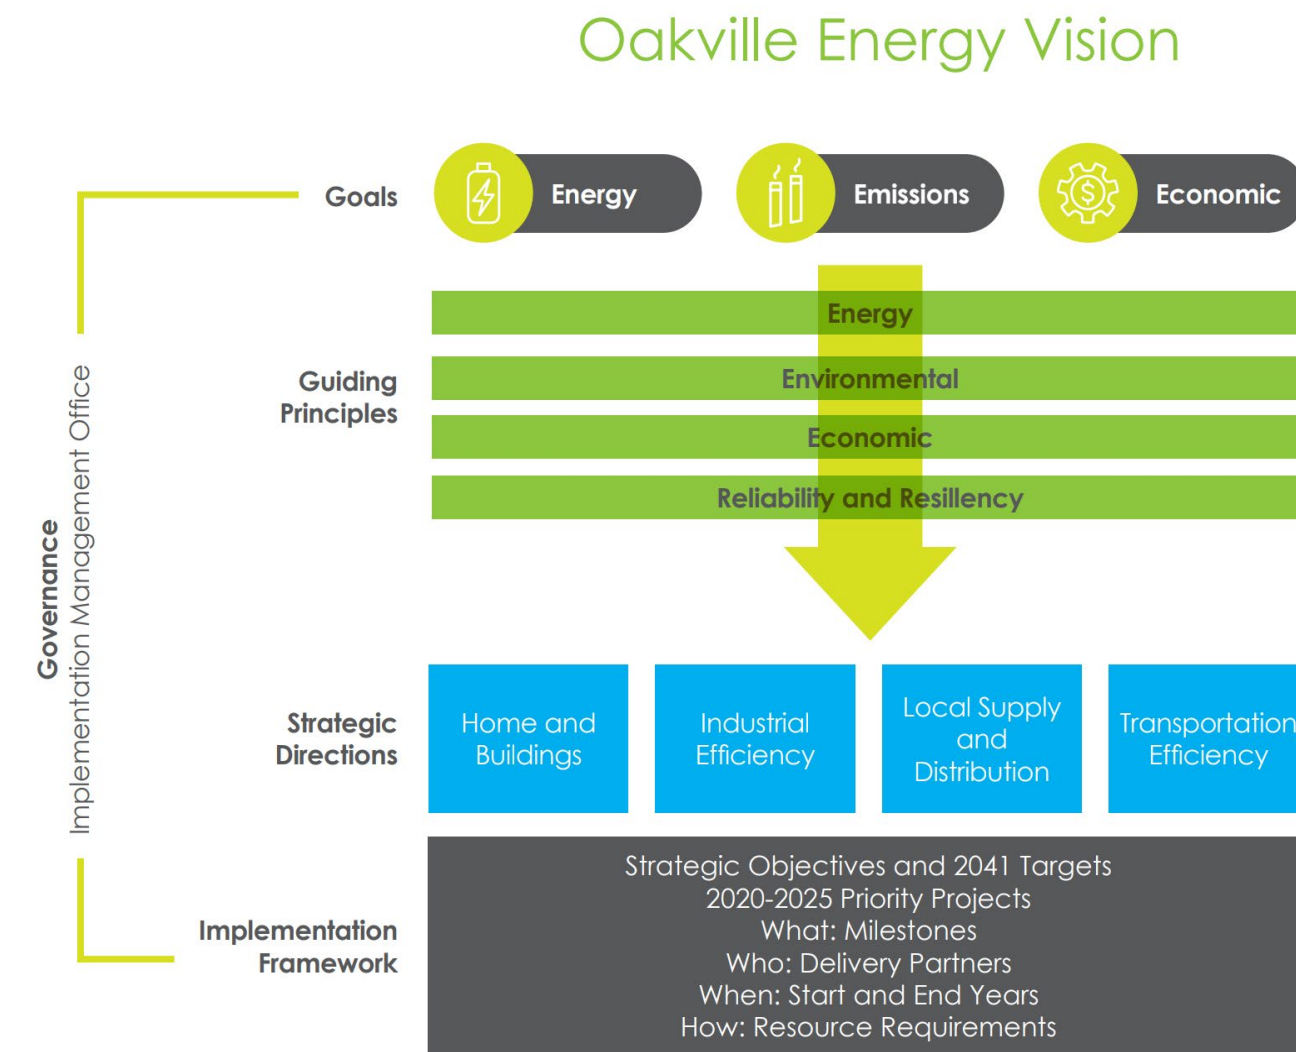 Oakville Energy Vision
Goals
Energy
Emissions
Economic
$
Energy
Environmental
Economic
Reliability and Resillency
Guiding
Principles
Governance
Implementation Management Office
Strategic
Directions
Home and
Buildings
Industrial
Efficiency
Local Supply
and
Distribution
Transportation
Efficiency
Implementation
Framework
Strategic Objectives and 2041 Targets
2020-2025 Priority Projects
What: Milestones
Who: Delivery Partners
When: Start and End Years
How: Resource Requirements